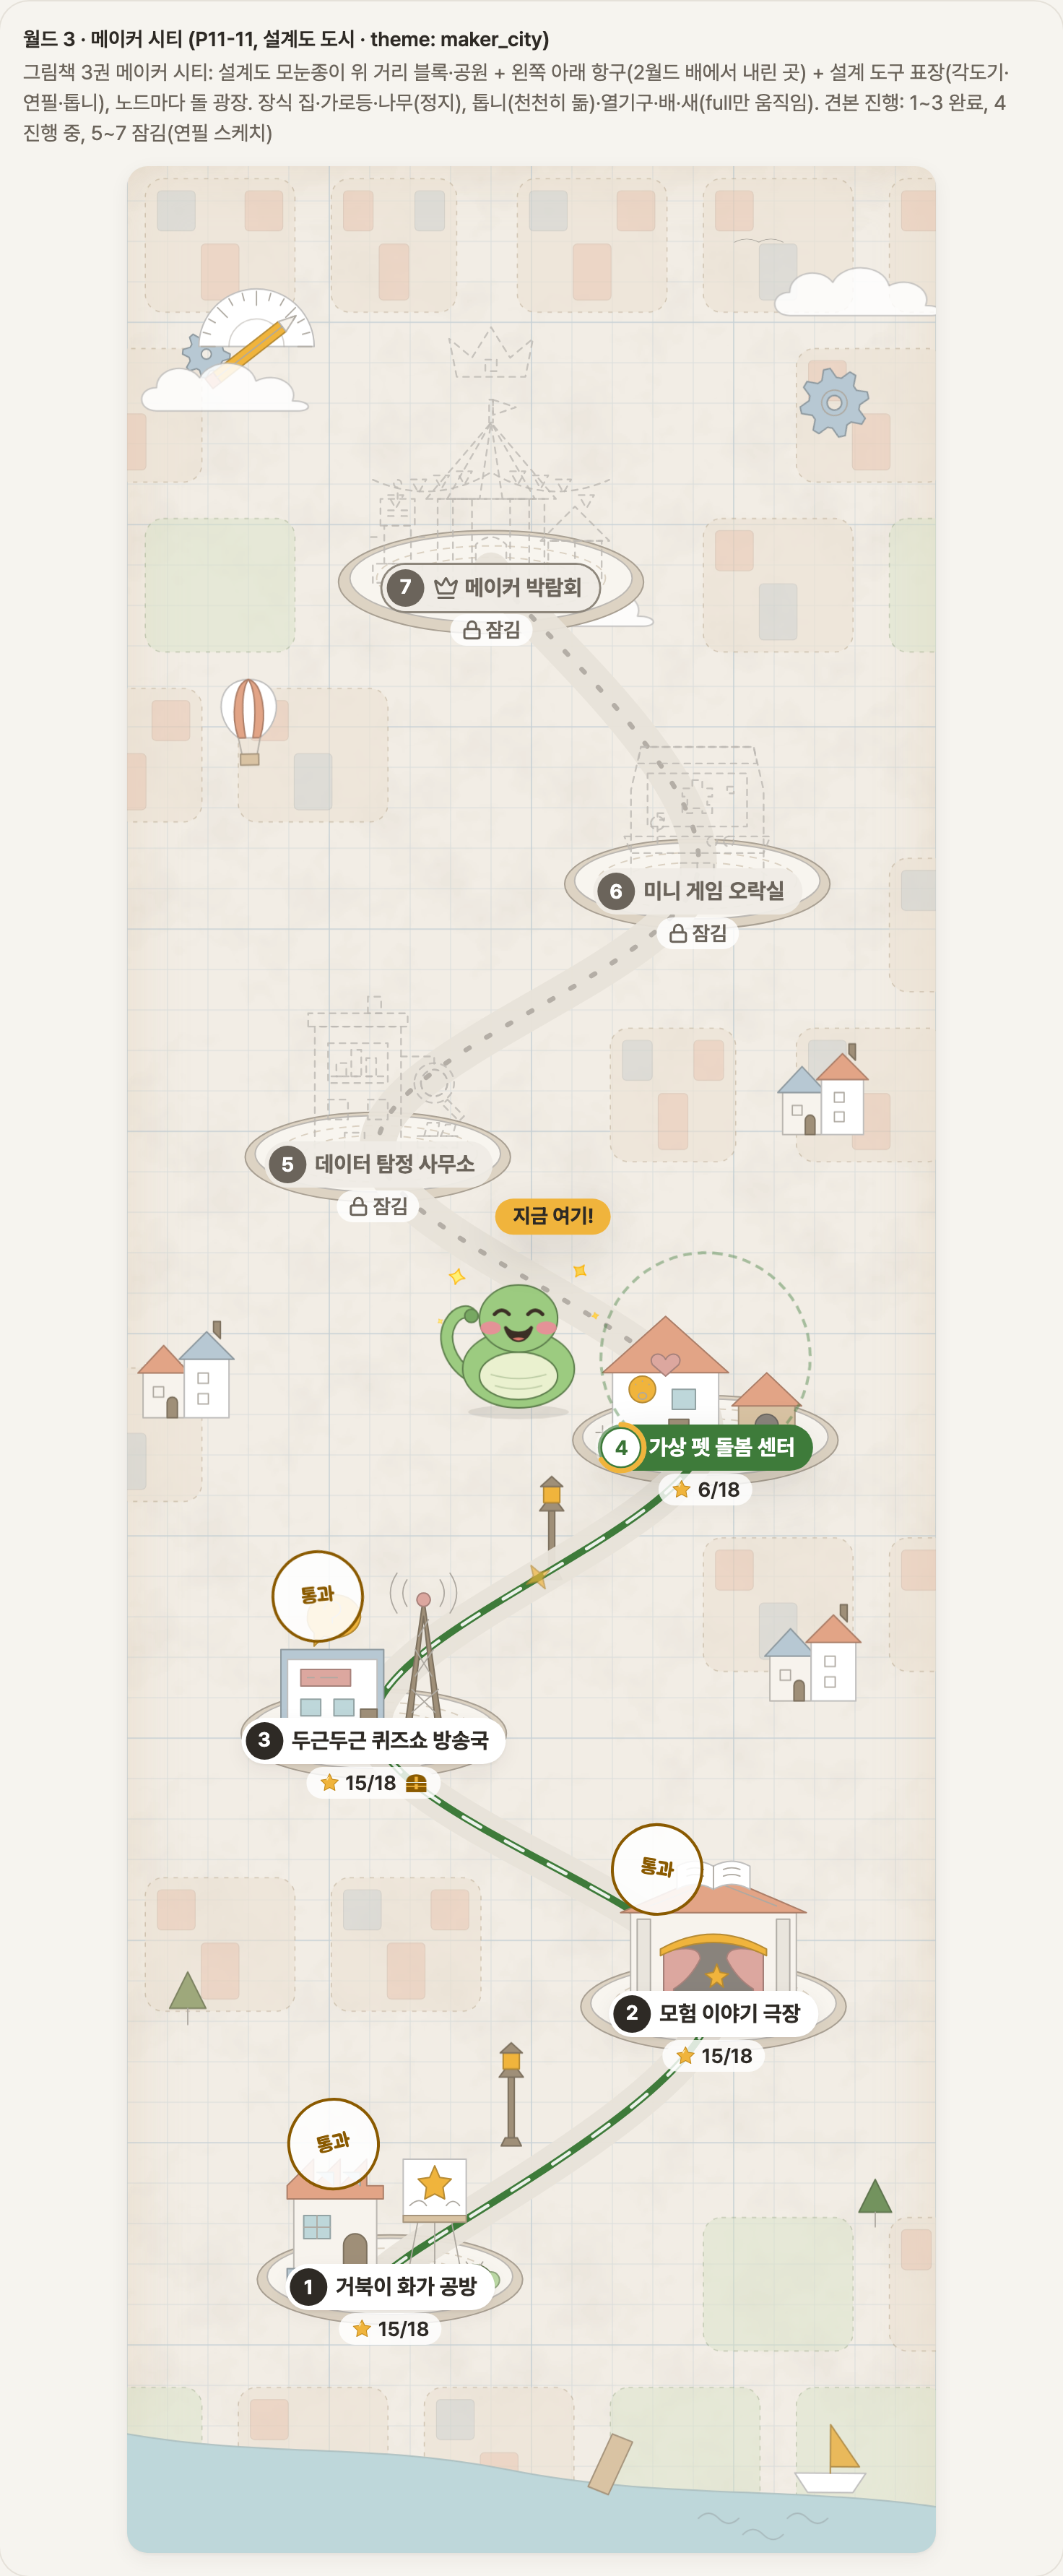 월드 3 · 메이커 시티 (P11-11, 설계도 도시 · theme: maker_city)
그림책 3권 메이커 시티: 설계도 모눈종이 위 거리 블록·공원 + 왼쪽 아래 항구(2월드 배에서 내린 곳) + 설계 도구 표장(각도기·
연필·톱니), 노드마다 돌 광장. 장식 집·가로등·나무(정지), 톱니(천천히 돎)·열기구·배·새(full만 움직임). 견본 진행: 1~3 완료, 4
진행 중, 5~7 잠김(연필 스케치)
7 메이커 박람회
잠김
6 미니 게임 오락실
잠김
5 데이터 탐정 사무소
잠김
지금 여기!
4 가상 펫 돌봄 센터
6/18
통과
3 두근두근 퀴즈쇼 방송국
15/18
통과
2 모험 이야기 극장
15/18
통과
1 거북이 화가 공방
15/18